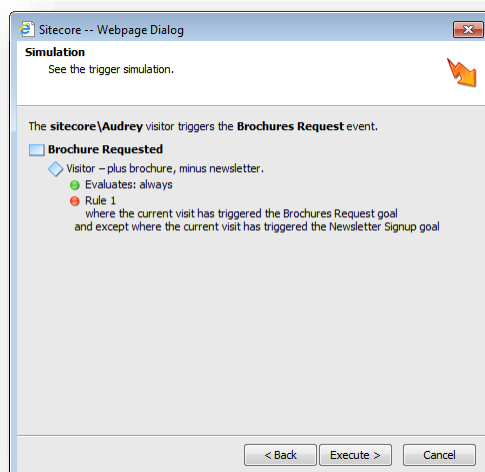 Sitecore -- Webpage Dialog
Simulation
See the trigger simulation.
The sitecore\Audrey visitor triggers the Brochures Request event.
Brochure Requested
Visitor – plus brochure, minus newsletter.
Evaluates: always
Rule 1
where the current visit has triggered the Brochures Request goal
and except where the current visit has triggered the Newsletter Signup goal
< Back
Execute >
Cancel